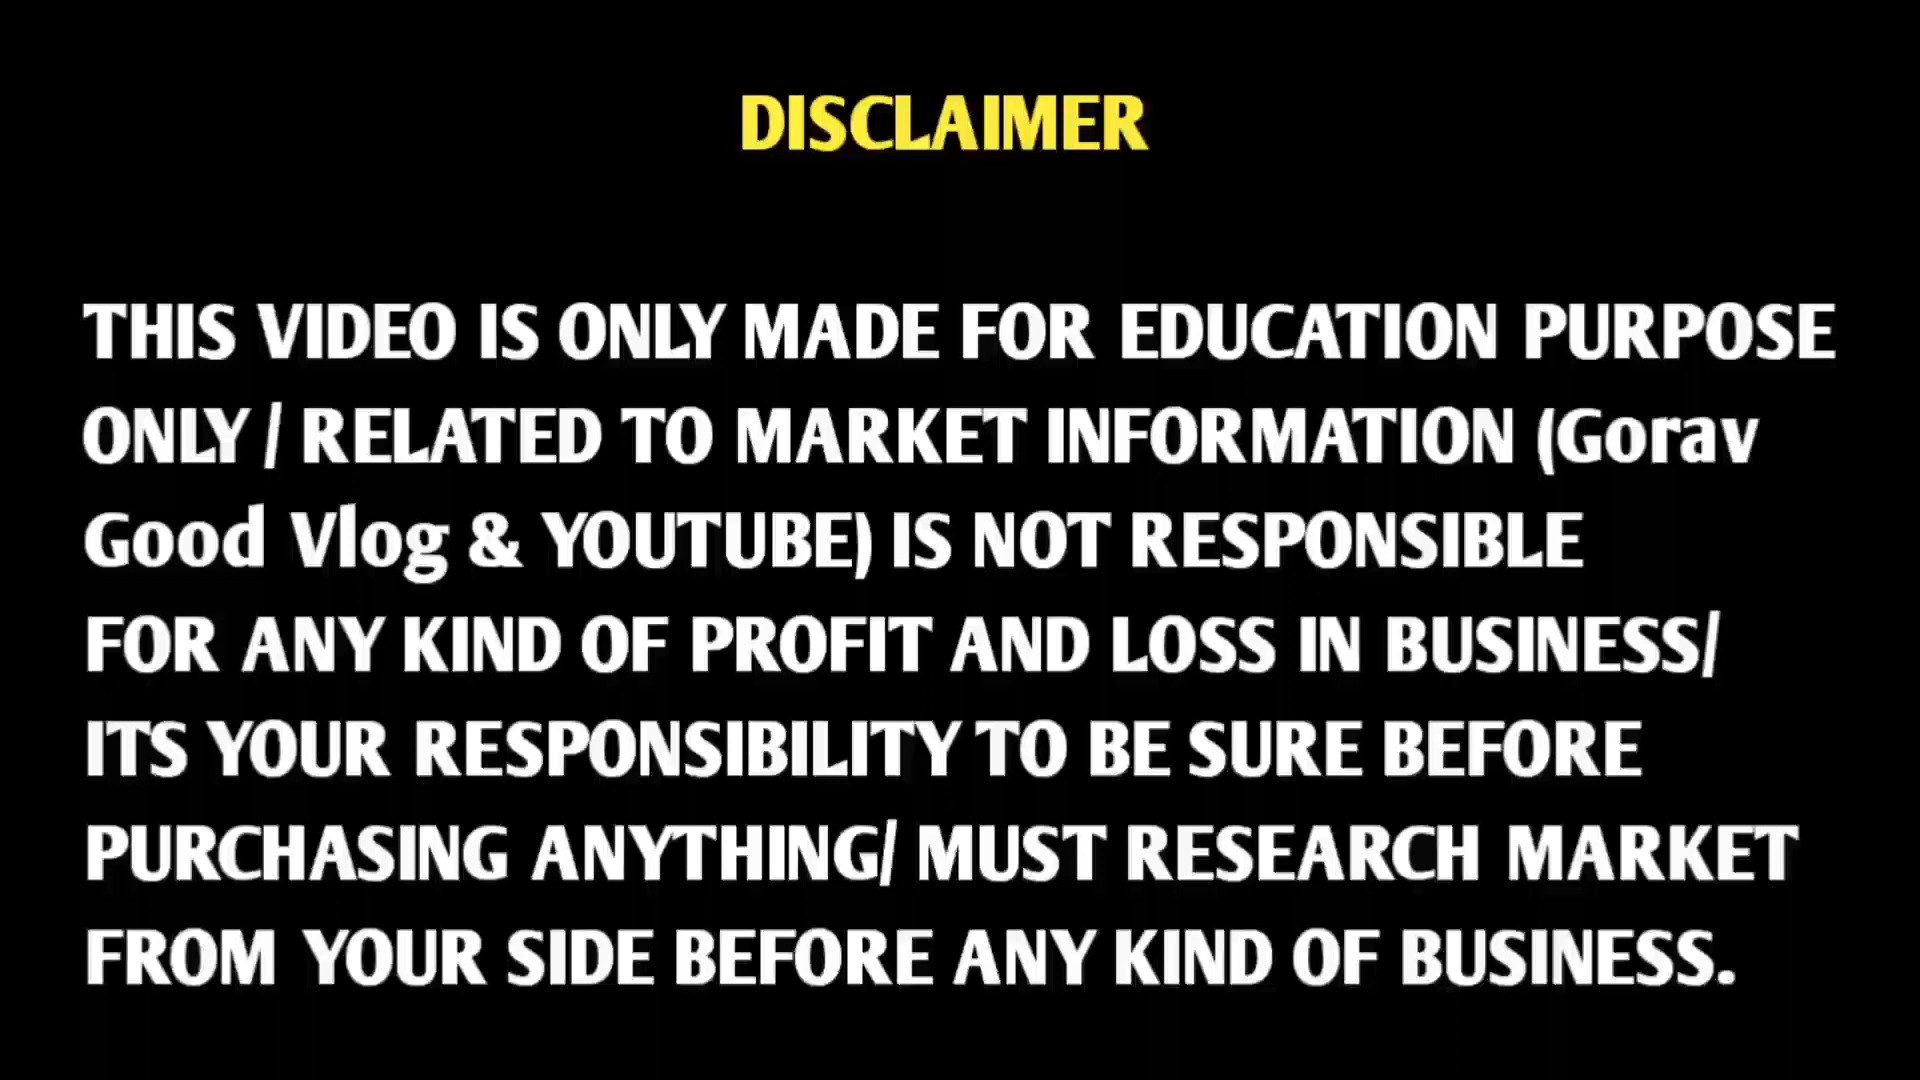 DISCLAIMER
THIS VIDEO IS ONLY MADE FOR EDUCATION PURPOSE
ONLY / RELATED TO MARKET INFORMATION (Gorav
Good Vlog & YOUTUBE) IS NOT RESPONSIBLE
FOR ANY KIND OF PROFIT AND LOSS IN BUSINESS/
ITS YOUR RESPONSIBILITY TO BE SURE BEFORE
PURCHASING ANYTHING/ MUST RESEARCH MARKET
FROM YOUR SIDE BEFORE ANY KIND OF BUSINESS.